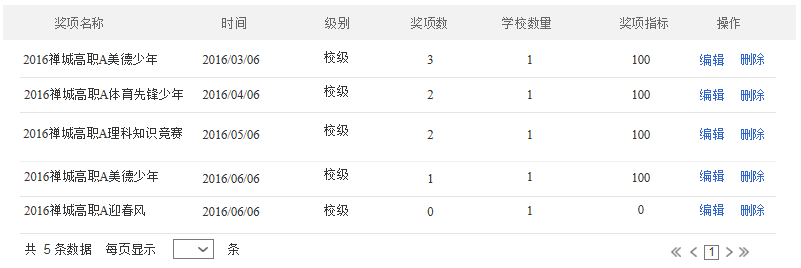 奖项名称 时间 级别 奖项数 学校数量 奖项指标 操作
2016禅城高职A美德少年 2016/03/06 校级 3 1 100 编辑 删除
2016禅城高职A体育先锋少年 2016/04/06 校级 2 1 100 编辑 删除
2016禅城高职A理科知识竞赛 2016/05/06 校级 2 1 100 编辑 删除
2016禅城高职A美德少年 2016/06/06 校级 1 1 100 编辑 删除
2016禅城高职A迎春风 2016/06/06 校级 0 1 0 编辑 删除
共 5 条数据 每页显示 条 1